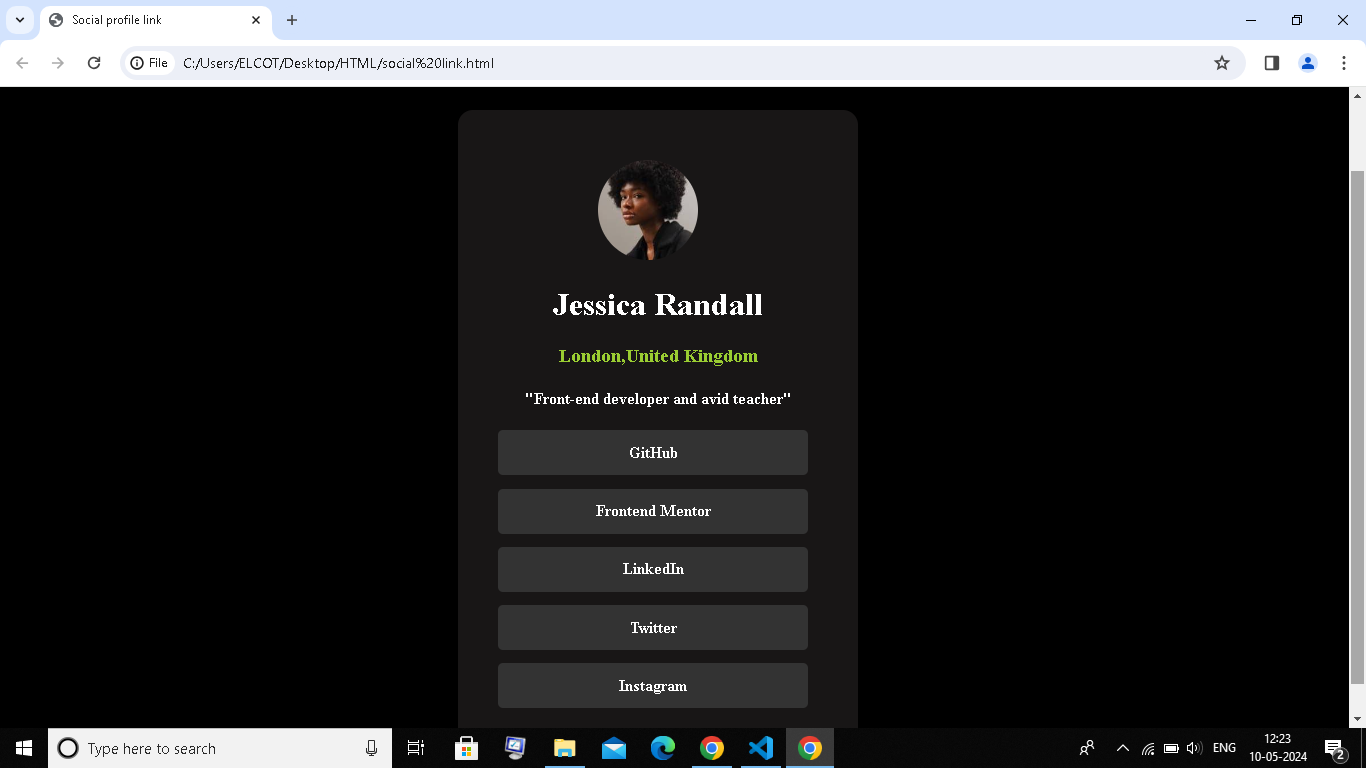 Social profile link
File C:/Users/ELCOT/Desktop/HTML/social%20link.html
Jessica Randall
London,United Kingdom
"Front-end developer and avid teacher"
GitHub
Frontend Mentor
LinkedIn
Twitter
Instagram
Type here to search
ENG
12:23
10-05-2024
2